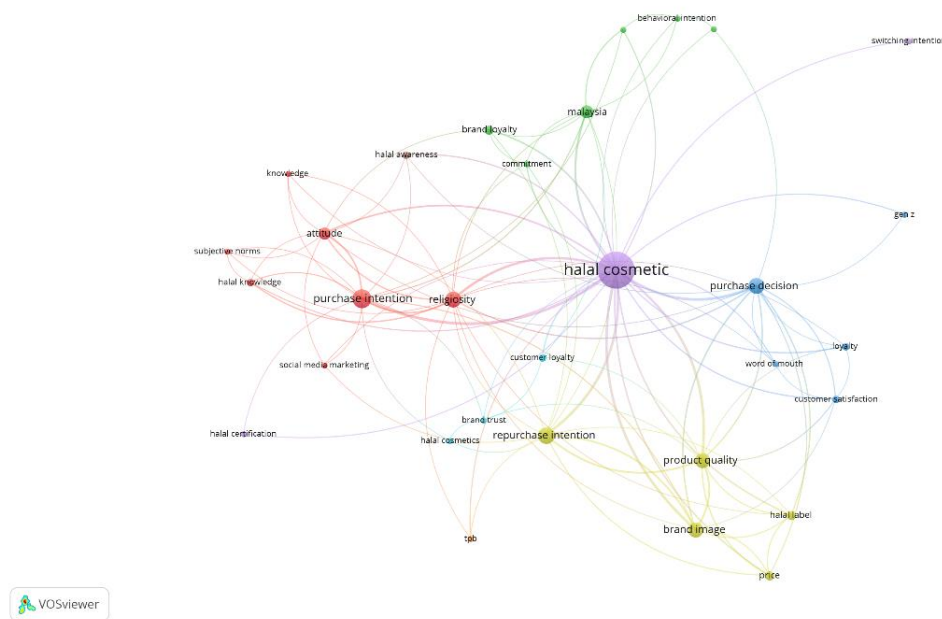 behavioral intention
switching intention
malaysia
brand loyalty
halal awareness
commitment
knowledge
gen z
attitude
subjective norms
halal cosmetic
halal knowledge
purchase decision
purchase intention
religiosity
loyalty
customer loyalty
word of mouth
social media marketing
customer satisfaction
brand trust
halal certification
repurchase intention
halal cosmetics
product quality
halal label
brand image
tpb
price
VOSviewer